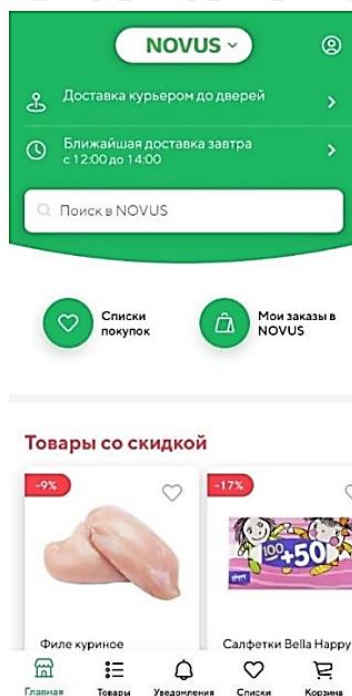 NOVUS
Доставка курьером до дверей
Ближайшая доставка завтра
с 12:00 до 14:00
Поиск в NOVUS
Списки
покупок
Мои заказы в
NOVUS
Товары со скидкой
-9%
-17%
100+50
Филе куриное
Салфетки Bella Happy
Главная
Товары
Уведомления
Списки
Корзина